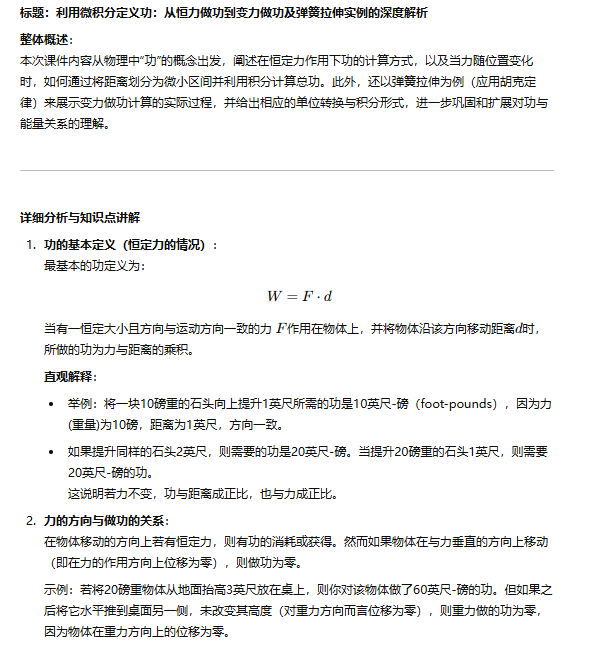 标题：利用微积分定义功：从恒力做功到变力做功及弹簧拉伸实例的深度解析
整体概述：
本次课件内容从物理中“功”的概念出发，阐述在恒定力作用下功的计算方式，以及当力随位置变化
时，如何通过将距离划分为微小区间并利用积分计算总功。此外，还以弹簧拉伸为例（应用胡克定
律）来展示变力做功计算的实际过程，并给出相应的单位转换与积分形式，进一步巩固和扩展对功与
能量关系的理解。
详细分析与知识点讲解
1. 功的基本定义（恒定力的情况）：
最基本的功定义为：
W = F · d
当有一恒定大小且方向与运动方向一致的力 F作用在物体上，并将物体沿该方向移动距离d时，
所做的功为力与距离的乘积。
直观解释：
• 举例：将一块10磅重的石头向上提升1英尺所需的功是10英尺-磅（foot-pounds），因为力
(重量)为10磅，距离为1英尺，方向一致。
• 如果提升同样的石头2英尺，则需要的功是20英尺-磅。当提升20磅重的石头1英尺，则需要
20英尺-磅的功。
这说明若力不变，功与距离成正比，也与力成正比。
2. 力的方向与做功的关系：
在物体移动的方向上若有恒定力，则有功的消耗或获得。然而如果物体在与力垂直的方向上移动
（即在力的作用方向上位移为零），则做功为零。
示例：若将20磅重物体从地面抬高3英尺放在桌上，则你对该物体做了60英尺-磅的功。但如果之
后将它水平推到桌面另一侧，未改变其高度（对重力方向而言位移为零），则重力做的功为零，
因为物体在重力方向上的位移为零。